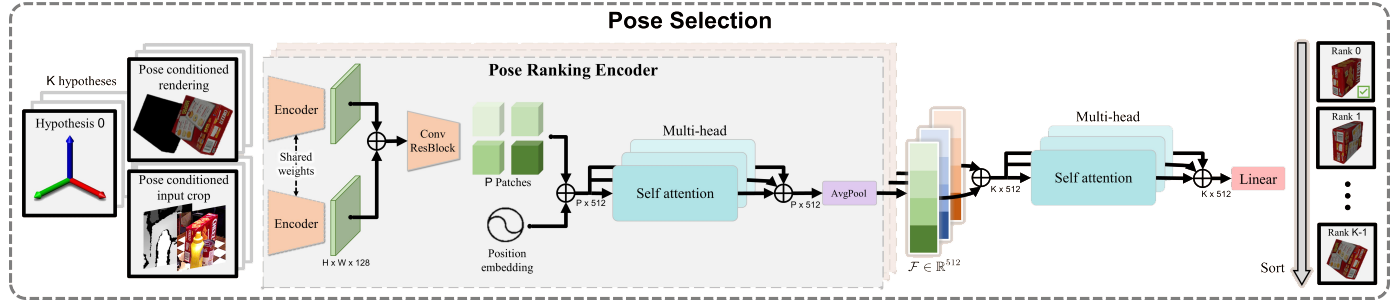 Pose Selection
K hypotheses
Hypothesis 0
Pose conditioned
rendering
Pose conditioned
input crop
Pose Ranking Encoder
Encoder
Shared
weights
Encoder
H x W x 128
Conv
ResBlock
P Patches
Position
embedding
P x 512
Multi-head
Self attention
P x 512
AvgPool
ℱ ∈ ℝ⁵¹²
K x 512
Multi-head
Self attention
K x 512
Linear
Sort
Rank 0
Rank 1
Rank K-1